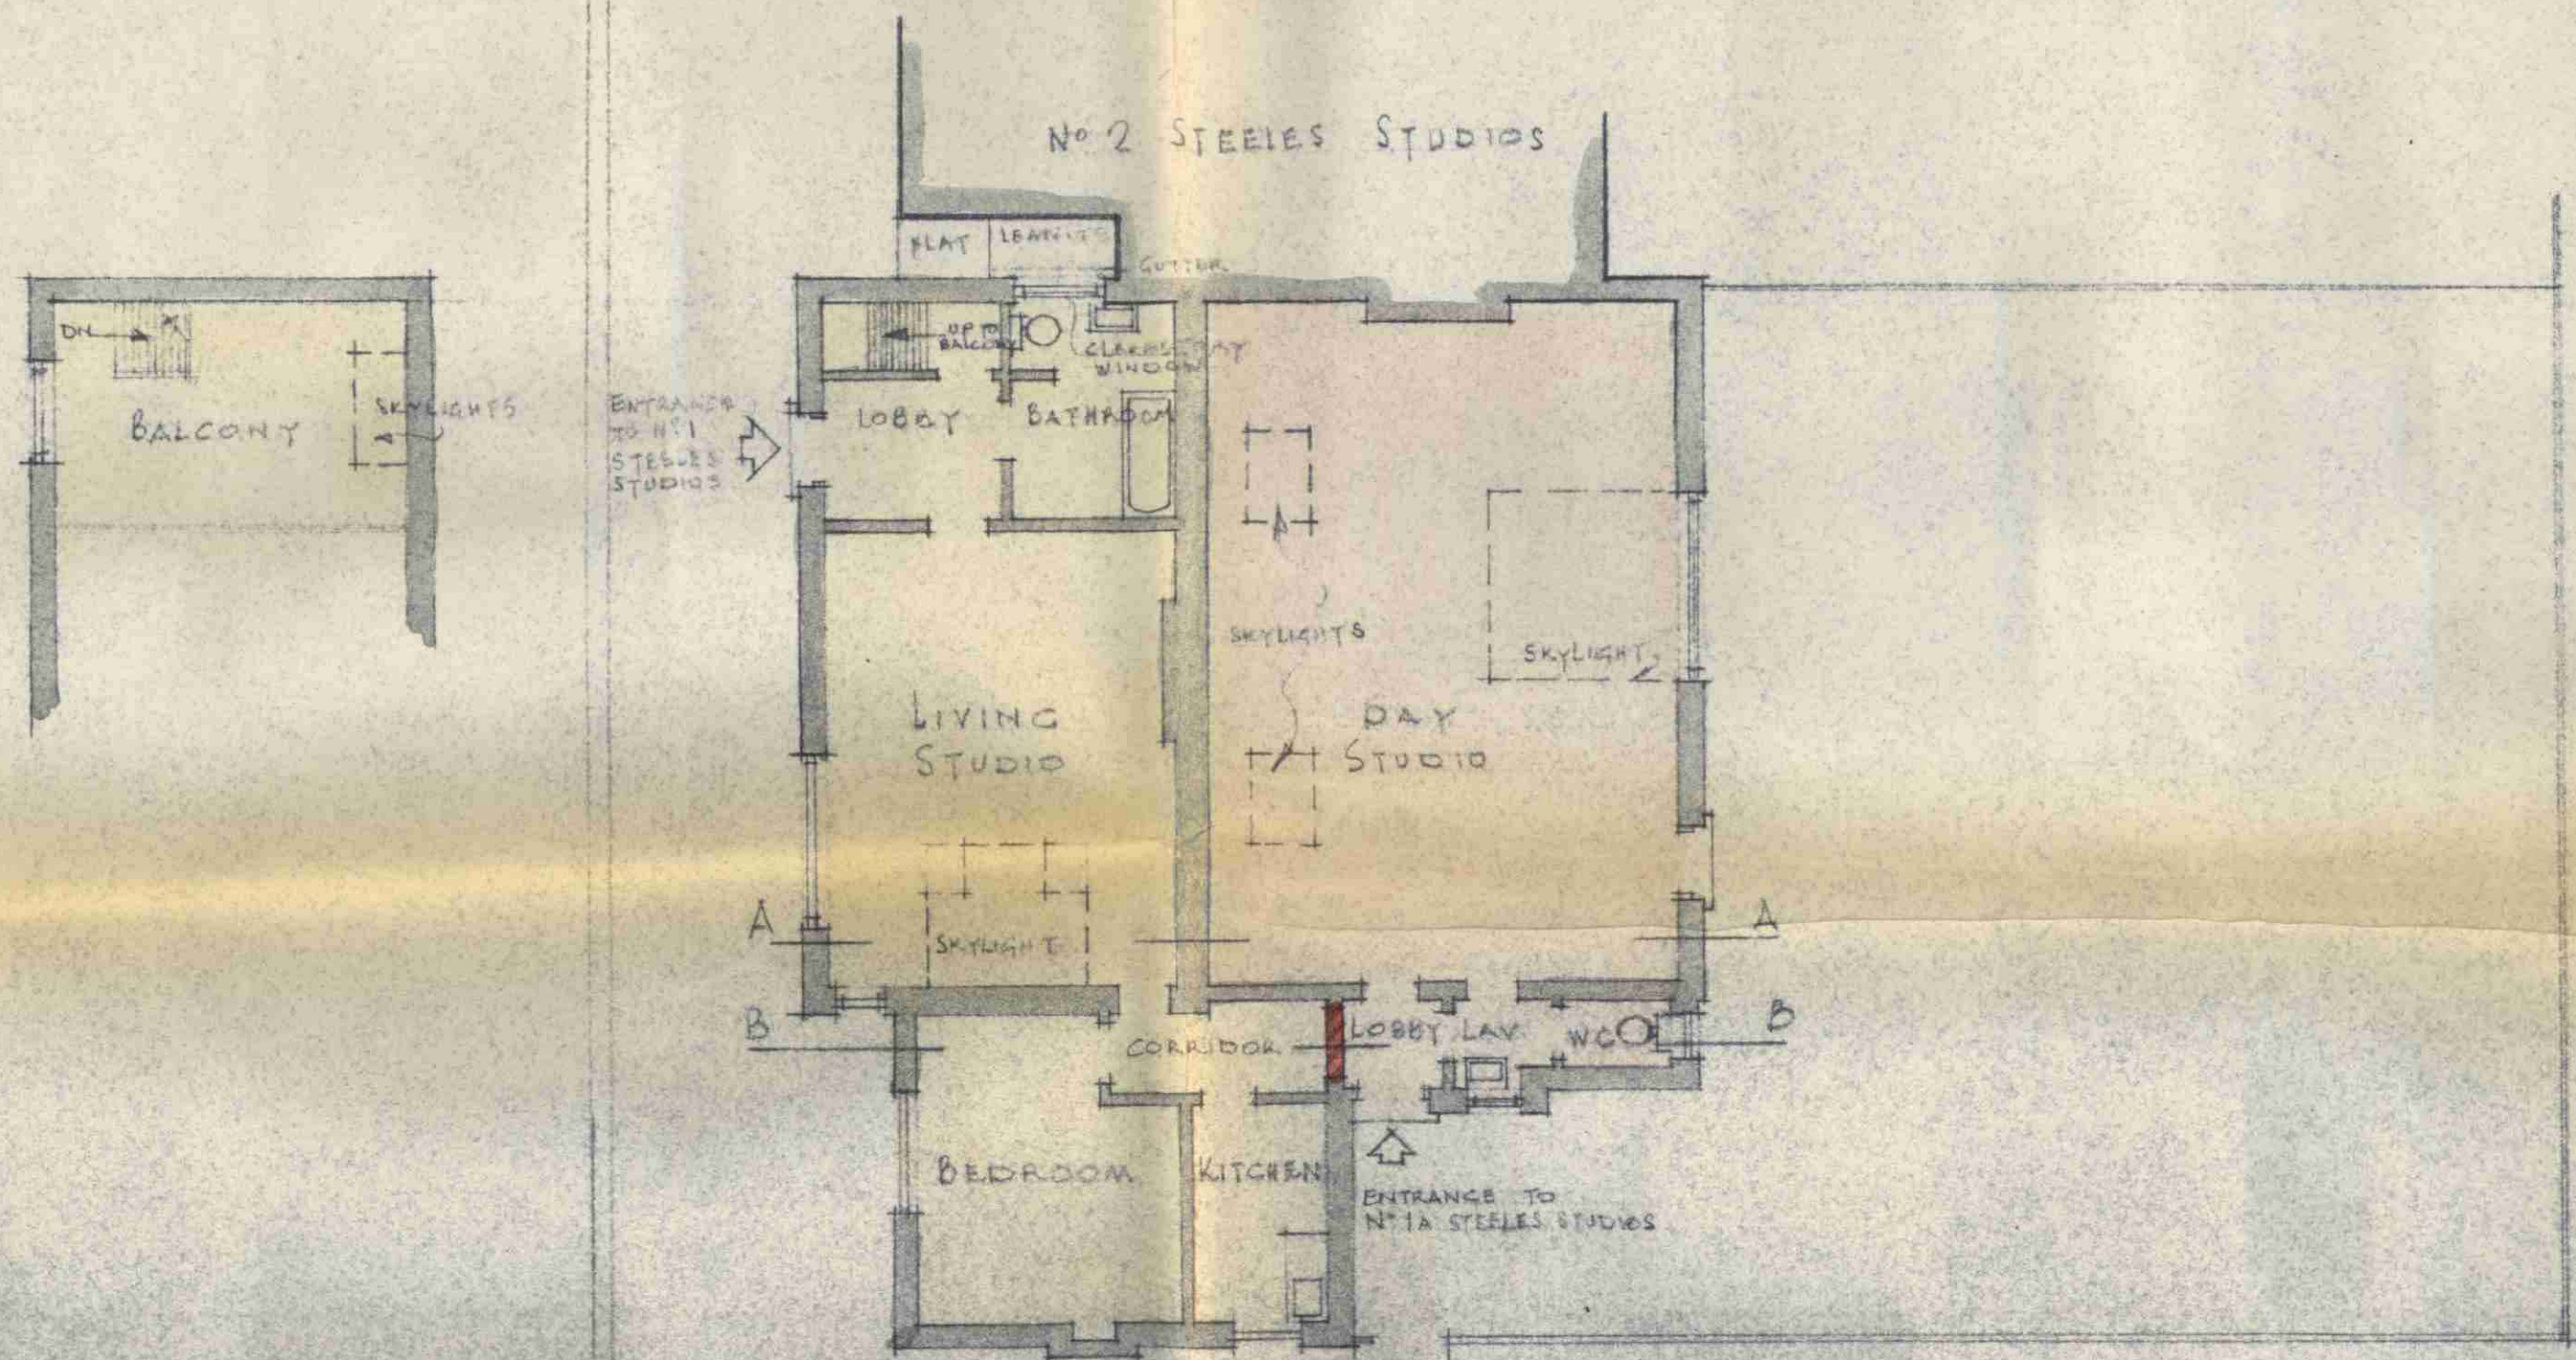 Nº 2 STEELES STUDIOS
FLAT
LEANTO
GUTTER
DN
BALCONY
SKYLIGHTS
ENTRANCE
TO Nº 1
STEELES
STUDIOS
UP TO
BALCONY
CLERESTORY
WINDOW
LOBBY
BATHROOM
SKYLIGHTS
SKYLIGHT
LIVING
STUDIO
DAY
STUDIO
A
A
SKYLIGHT
B
B
CORRIDOR
LOBBY
LAV
WC
BEDROOM
KITCHEN
ENTRANCE TO
Nº 1A STEELES STUDIOS